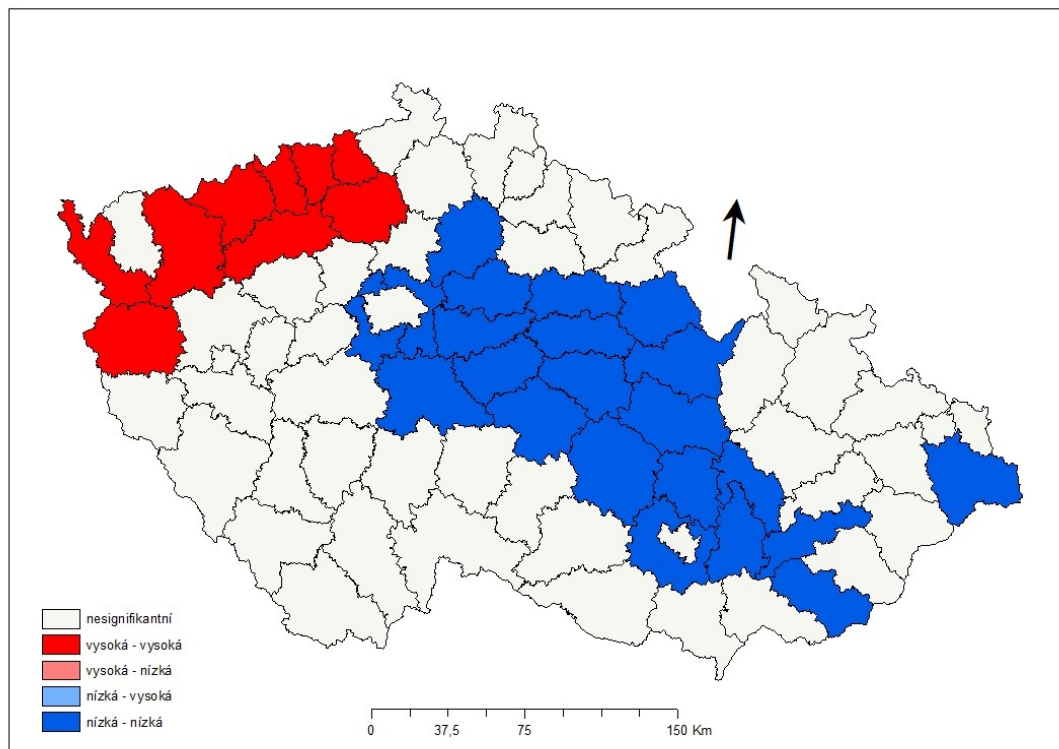 nesignifikantní
vysoká - vysoká
vysoká - nízká
nízká - vysoká
nízká - nízká
0 37,5 75 150 Km